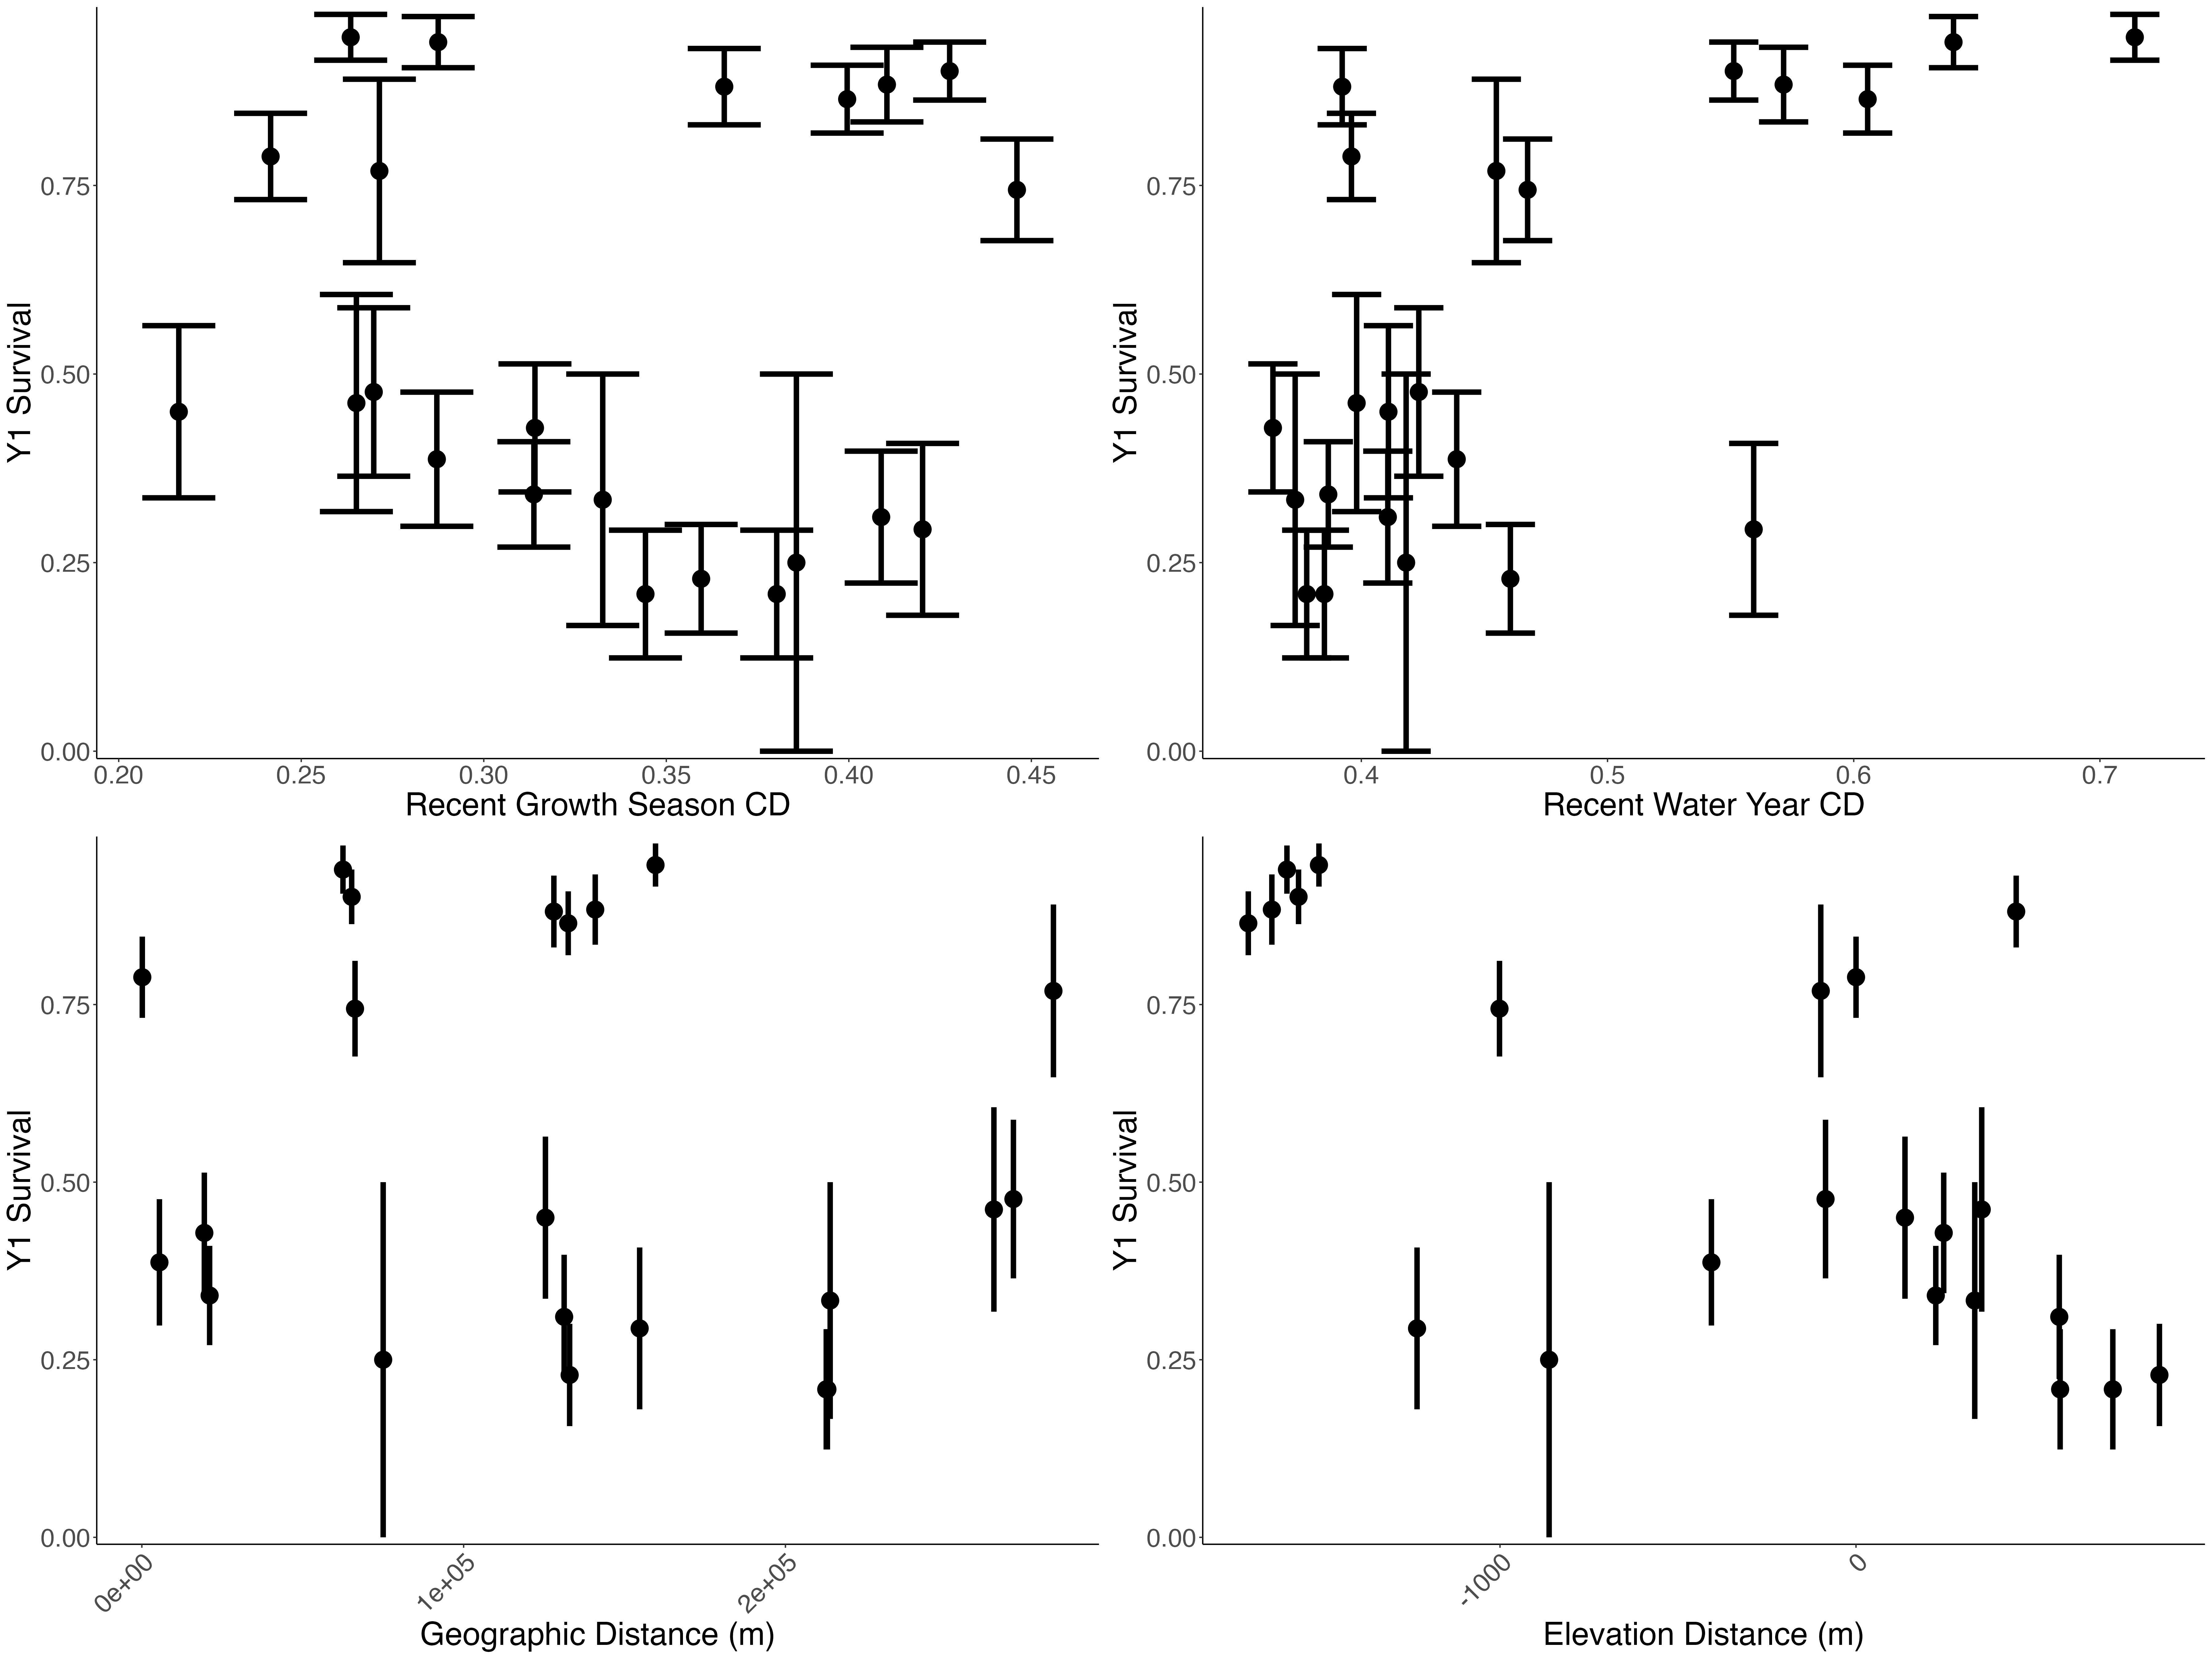 Y1 Survival
0.75
0.50
0.25
0.00
0.20 0.25 0.30 0.35 0.40 0.45
Recent Growth Season CD
Y1 Survival
0.75
0.50
0.25
0.00
0.4 0.5 0.6 0.7
Recent Water Year CD
Y1 Survival
0.75
0.50
0.25
0.00
0e+00 1e+05 2e+05
Geographic Distance (m)
Y1 Survival
0.75
0.50
0.25
0.00
-1000 0
Elevation Distance (m)